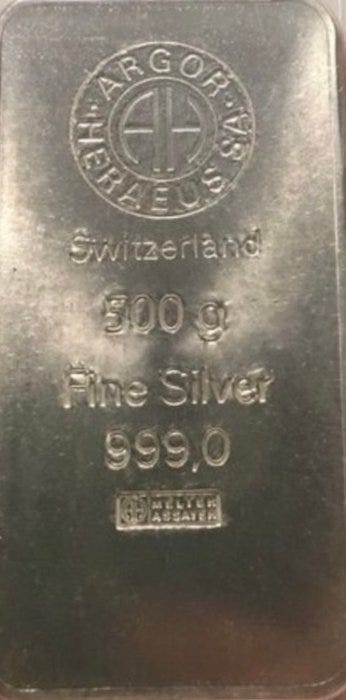 ARGOR · HERAEUS SA ·
Switzerland
500 g
Fine Silver
999,0
MELTER
ASSAYER